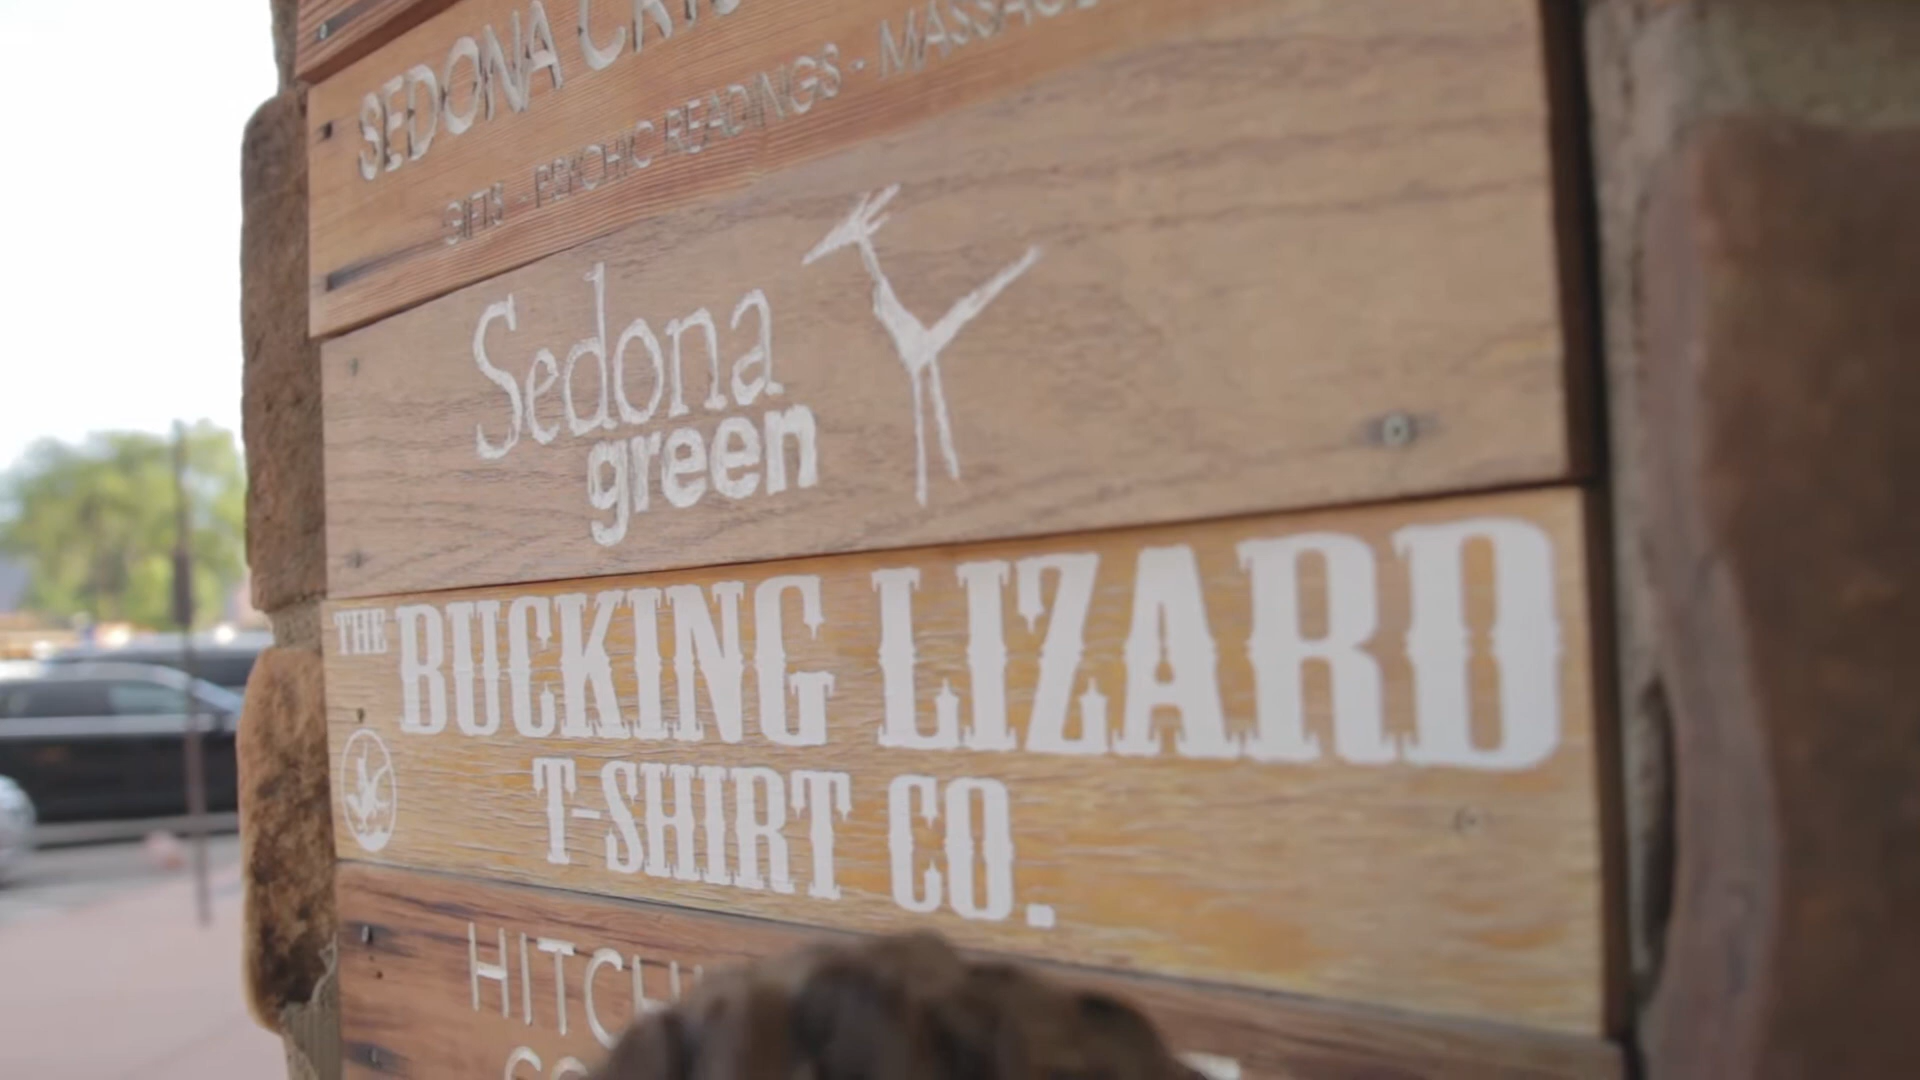 SEDONA
GIFTS - PSYCHIC READINGS - MASSAGE
Sedona
green
THE BUCKING LIZARD
T-SHIRT CO.